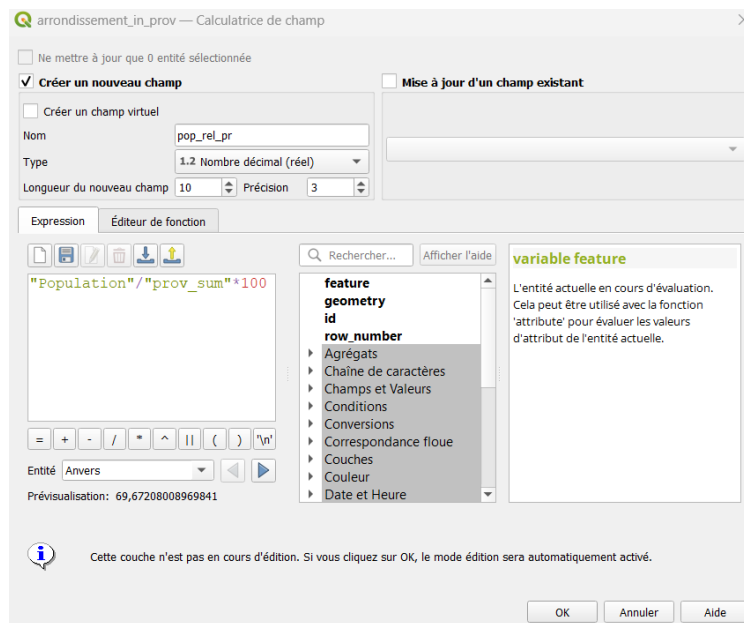 arrondissement_in_prov — Calculatrice de champ
Ne mettre à jour que 0 entité sélectionnée
Créer un nouveau champ
Mise à jour d'un champ existant
Créer un champ virtuel
Nom pop_rel_pr
Type 1.2 Nombre décimal (réel)
Longueur du nouveau champ 10 Précision 3
Expression Éditeur de fonction
Rechercher... Afficher l'aide
"Population"/"prov_sum"*100
= + - / * ^ || ( ) '\n'
Entité Anvers
Prévisualisation: 69,67208008969841
feature
geometry
id
row_number
Agrégats
Chaîne de caractères
Champs et Valeurs
Conditions
Conversions
Correspondance floue
Couches
Couleur
Date et Heure
variable feature
L'entité actuelle en cours d'évaluation.
Cela peut être utilisé avec la fonction
'attribute' pour évaluer les valeurs
d'attribut de l'entité actuelle.
Cette couche n'est pas en cours d'édition. Si vous cliquez sur OK, le mode édition sera automatiquement activé.
OK Annuler Aide